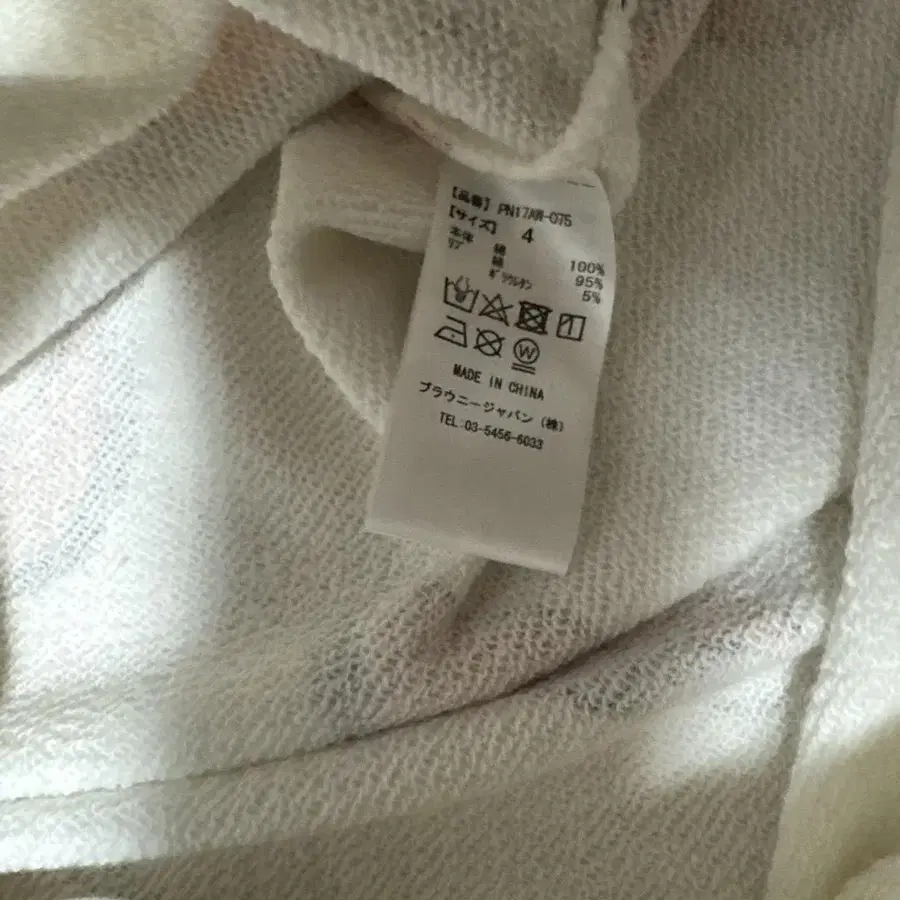 【品番】 PN17AW-075
【サイズ】 4
本体 綿 100%
リブ 綿 95%
ポリウレタン 5%
W
MADE IN CHINA
ブラウニージャパン (株)
TEL:03-5456-6033